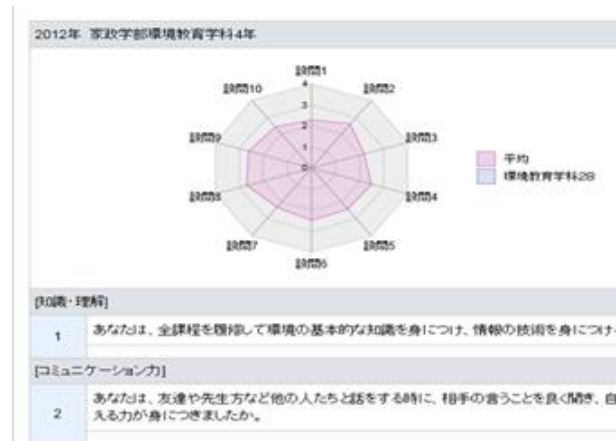 2012年 家政学部環境教育学科4年
設問1
設問10
設問2
4
3
2
1
0
設問9
設問3
平均
環境教育学科2B
設問8
設問4
設問7
設問5
設問6
[知識・理解]
1
あなたは、全課程を履修して環境の基本的な知識を身につけ、情報の技術を身につけ
[コミュニケーション力]
2
あなたは、友達や先生方など他の人たちと話をする時に、相手の言うことを良く聞き、自
える力が身につきましたか。